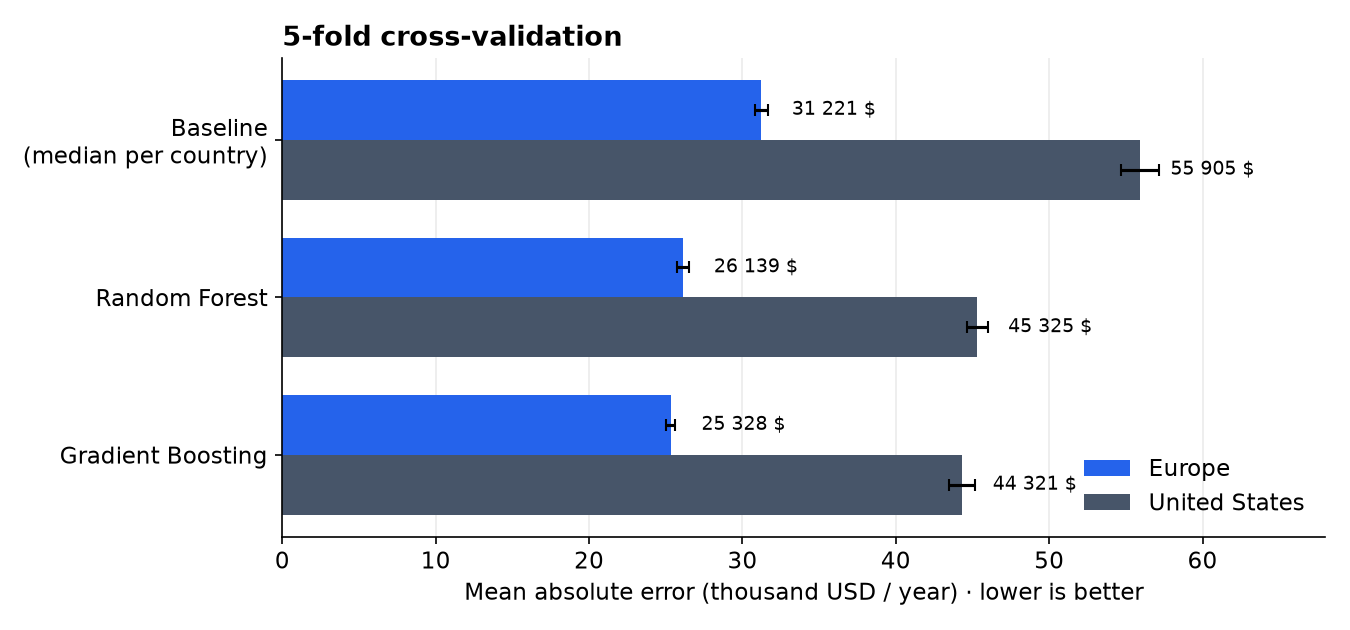 5-fold cross-validation
Baseline
(median per country)
31 221 $
55 905 $
Random Forest
26 139 $
45 325 $
Gradient Boosting
25 328 $
44 321 $
Europe
United States
0 10 20 30 40 50 60
Mean absolute error (thousand USD / year) · lower is better